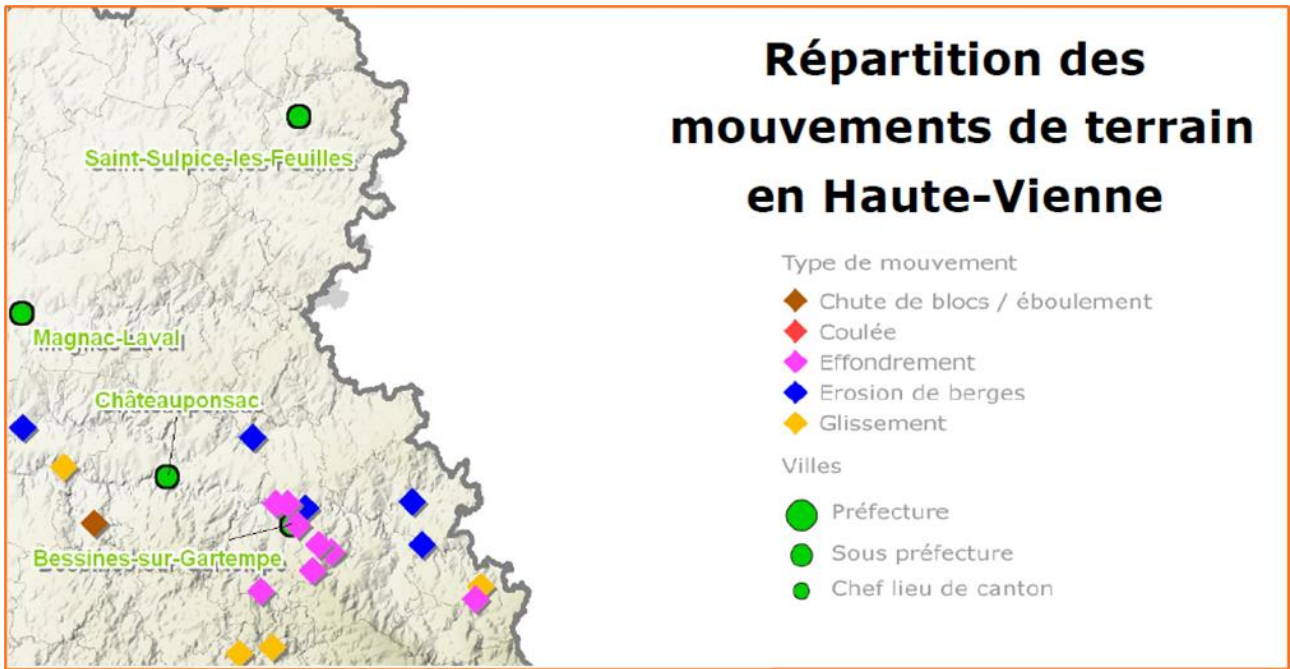 Répartition des
mouvements de terrain
en Haute-Vienne
Saint-Sulpice-les-Feuilles
Magnac-Laval
Châteauponsac
Bessines-sur-Gartempe
Type de mouvement
Chute de blocs / éboulement
Coulée
Effondrement
Erosion de berges
Glissement
Villes
Préfecture
Sous préfecture
Chef lieu de canton